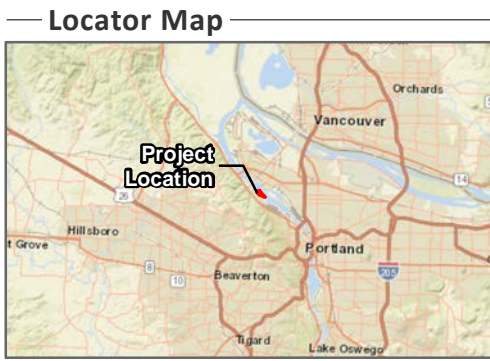 Locator Map
Orchards
Vancouver
Project
Location
14
26
Hillsboro
t Grove
Portland
8
10
Beaverton
205
Tigard
Lake Oswego